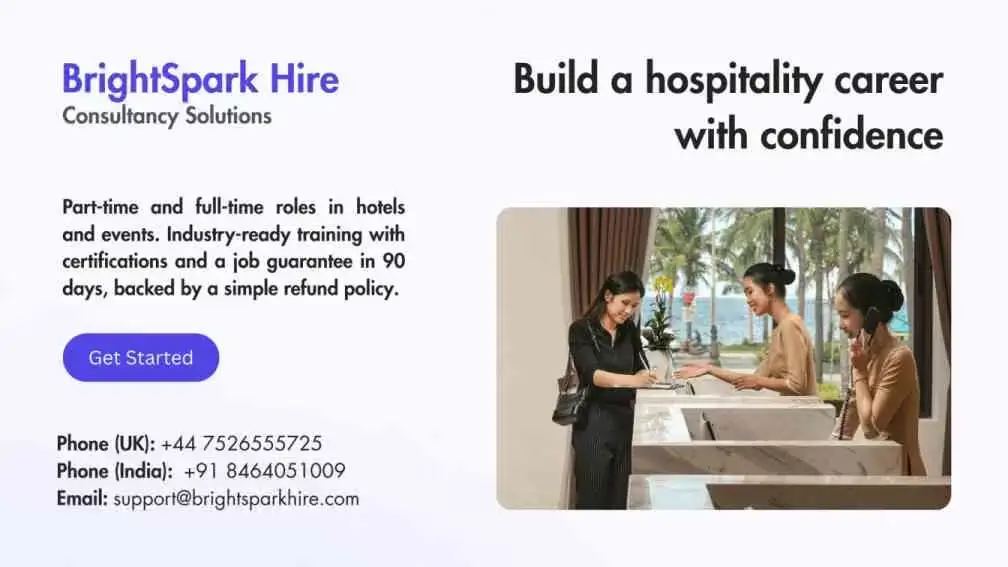 BrightSpark Hire
Consultancy Solutions
Build a hospitality career
with confidence
Part-time and full-time roles in hotels
and events. Industry-ready training with
certifications and a job guarantee in 90
days, backed by a simple refund policy.
Get Started
Phone (UK): +44 7526555725
Phone (India): +91 8464051009
Email: support@brightsparkhire.com